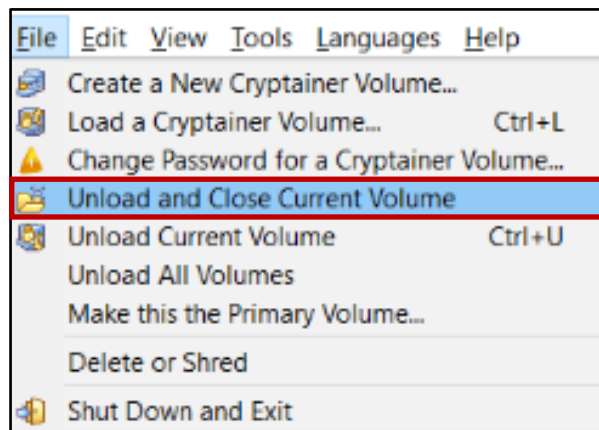 File Edit View Tools Languages Help
Create a New Cryptainer Volume...
Load a Cryptainer Volume... Ctrl+L
Change Password for a Cryptainer Volume...
Unload and Close Current Volume
Unload Current Volume Ctrl+U
Unload All Volumes
Make this the Primary Volume...
Delete or Shred
Shut Down and Exit